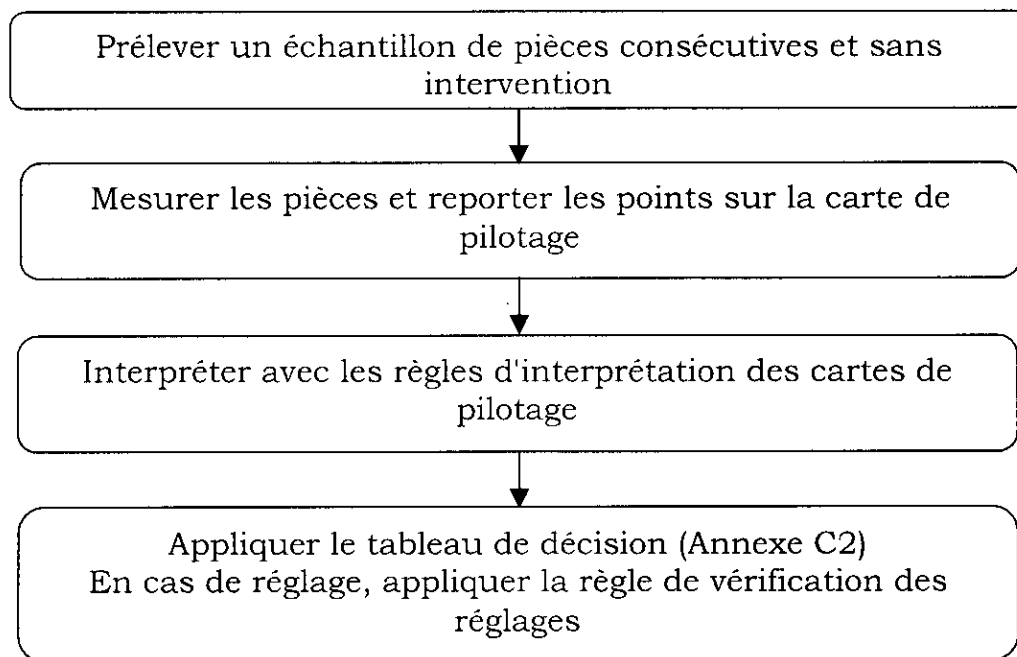 Prélever un échantillon de pièces consécutives et sans
intervention
Mesurer les pièces et reporter les points sur la carte de
pilotage
Interpréter avec les règles d'interprétation des cartes de
pilotage
Appliquer le tableau de décision (Annexe C2)
En cas de réglage, appliquer la règle de vérification des
réglages